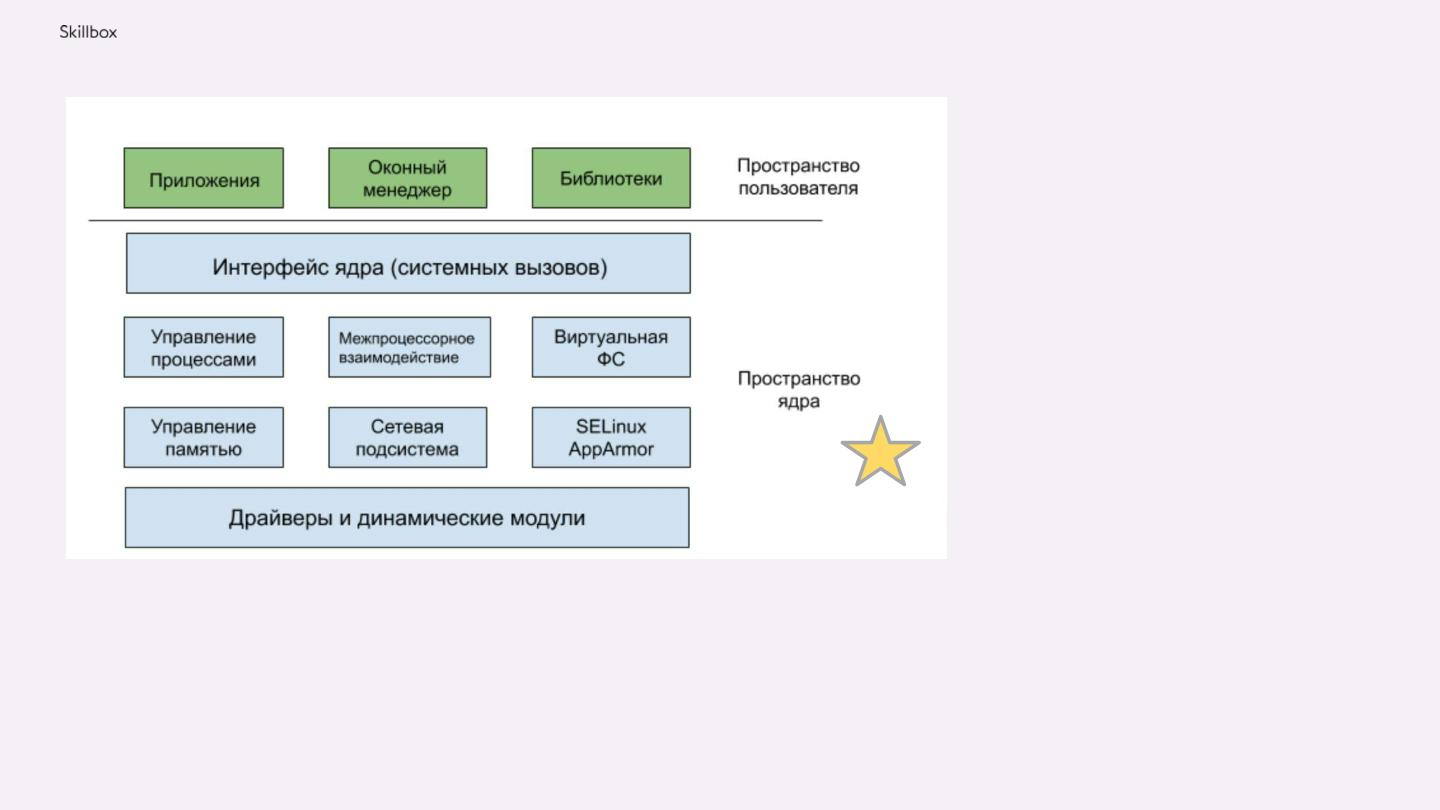 Skillbox
Приложения
Оконный
менеджер
Библиотеки
Пространство
пользователя
Интерфейс ядра (системных вызовов)
Управление
процессами
Межпроцессорное
взаимодействие
Виртуальная
ФС
Пространство
ядра
Управление
памятью
Сетевая
подсистема
SELinux
AppArmor
Драйверы и динамические модули